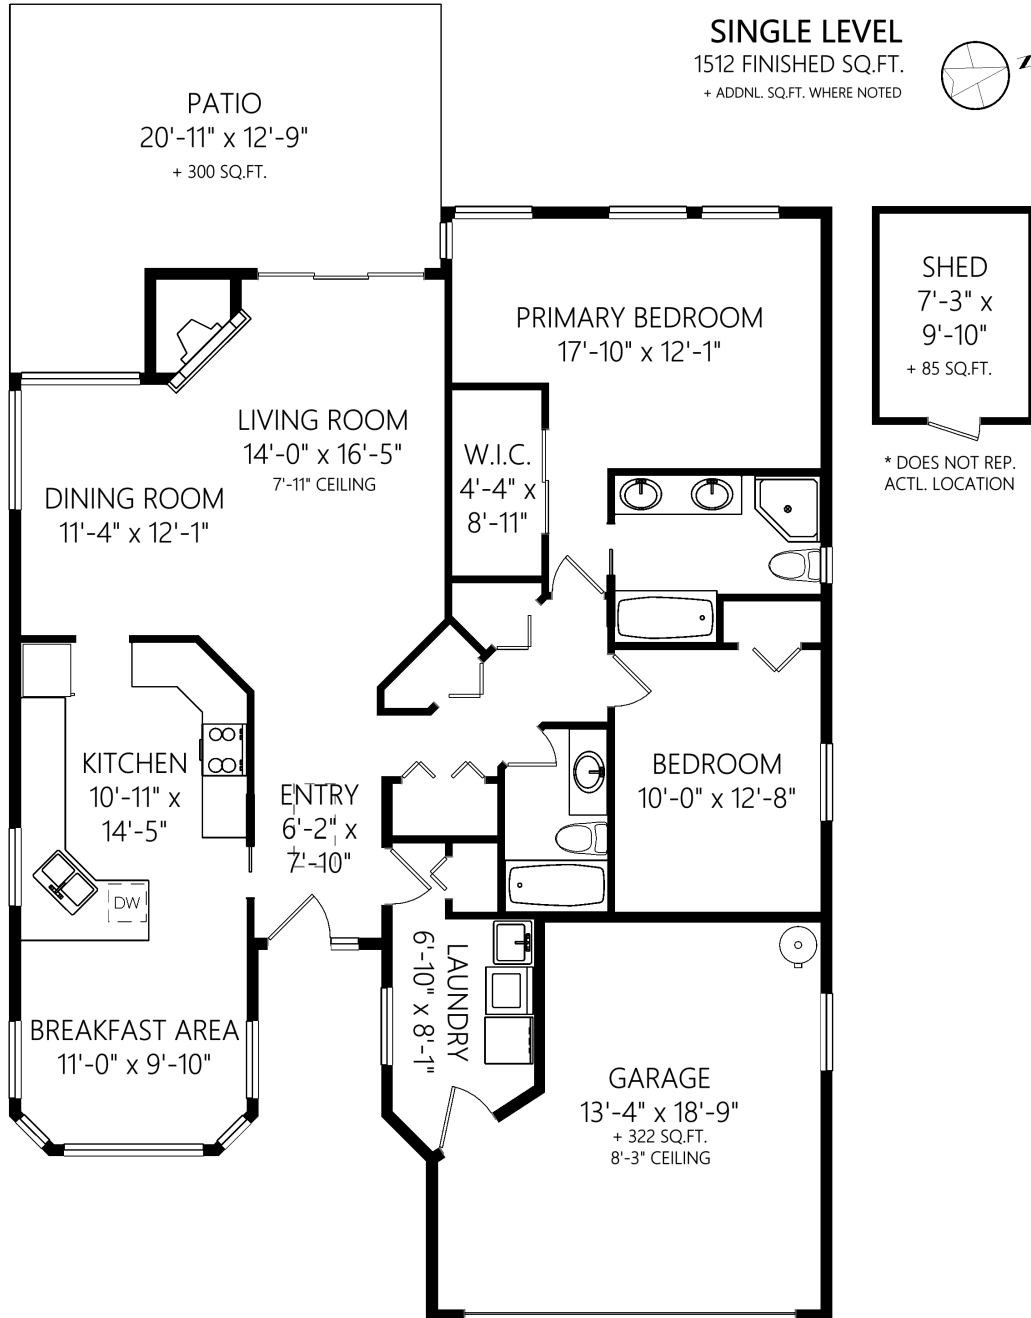 SINGLE LEVEL
1512 FINISHED SQ.FT.
+ ADDNL. SQ.FT. WHERE NOTED
PATIO
20'-11" x 12'-9"
+ 300 SQ.FT.
SHED
7'-3" x
9'-10"
+ 85 SQ.FT.
* DOES NOT REP.
ACTL. LOCATION
PRIMARY BEDROOM
17'-10" x 12'-1"
LIVING ROOM
14'-0" x 16'-5"
7'-11" CEILING
W.I.C.
4'-4" x
8'-11"
DINING ROOM
11'-4" x 12'-1"
KITCHEN
10'-11" x
14'-5"
ENTRY
6'-2" x
7'-10"
BEDROOM
10'-0" x 12'-8"
DW
LAUNDRY
6'-10" x 8'-1"
BREAKFAST AREA
11'-0" x 9'-10"
GARAGE
13'-4" x 18'-9"
+ 322 SQ.FT.
8'-3" CEILING